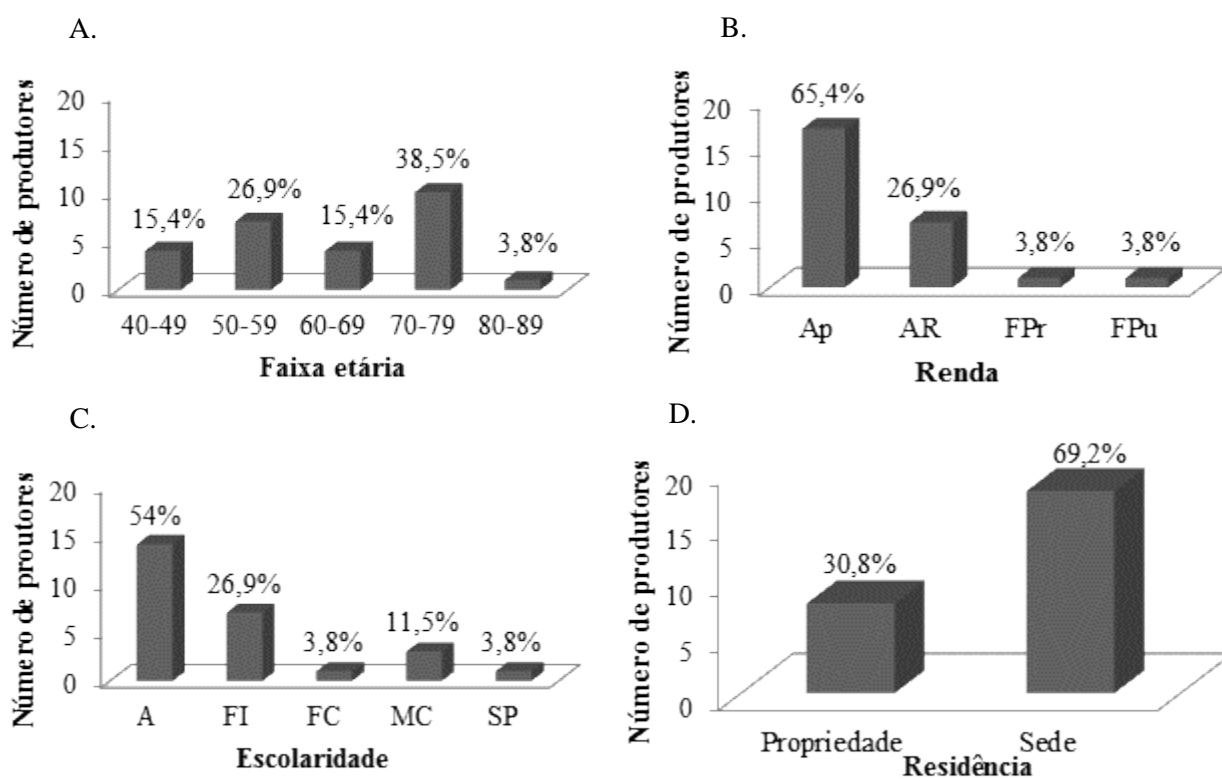 A.
Número de produtores
20
15
10
5
0
15,4%
26,9%
15,4%
38,5%
3,8%
40-49 50-59 60-69 70-79 80-89
Faixa etária
B.
Número de produtores
20
15
10
5
0
65,4%
26,9%
3,8%
3,8%
Ap AR FPr FPu
Renda
C.
Número de proutores
20
15
10
5
0
54%
26,9%
3,8%
11,5%
3,8%
A FI FC MC SP
Escolaridade
D.
Número de produtores
20
15
10
5
0
30,8%
69,2%
Propriedade Sede
Residência